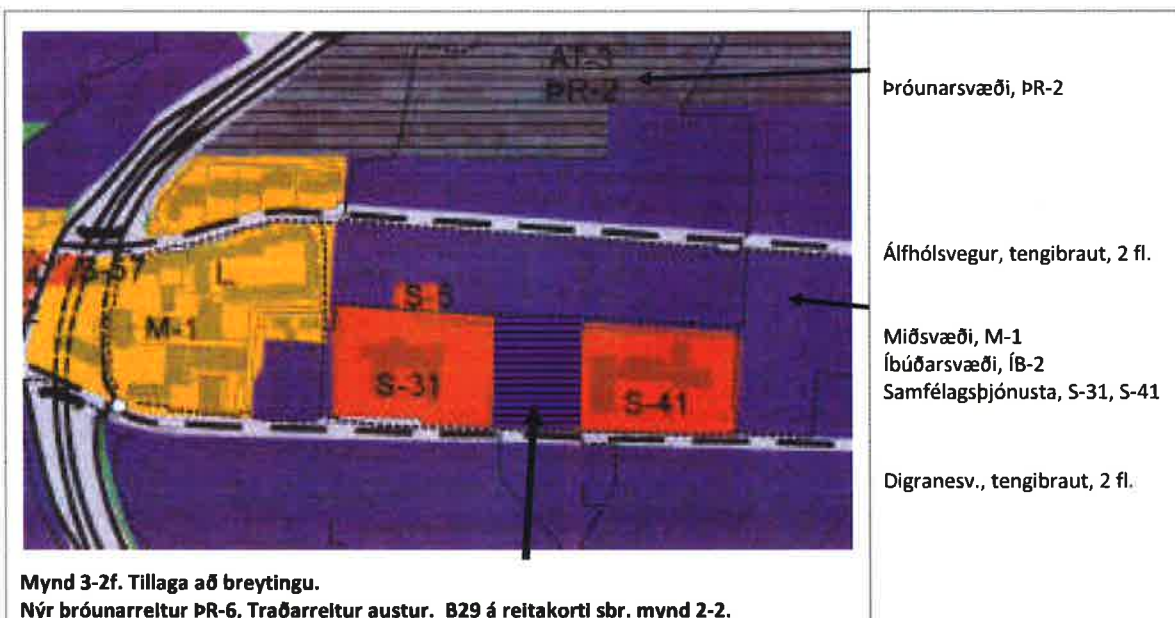 AT-3
ÞR-2
S-5
M-1
S-31
S-41
Þróunarsvæði, ÞR-2
Álfhólsvegur, tengibraut, 2 fl.
Miðsvæði, M-1
Íbúðarsvæði, ÍB-2
Samfélagsþjónusta, S-31, S-41
Digranesv., tengibraut, 2 fl.
Mynd 3-2f. Tillaga að breytingu.
Nýr þróunarreitur ÞR-6, Traðarreitur austur. B29 á reitakorti sbr. mynd 2-2.